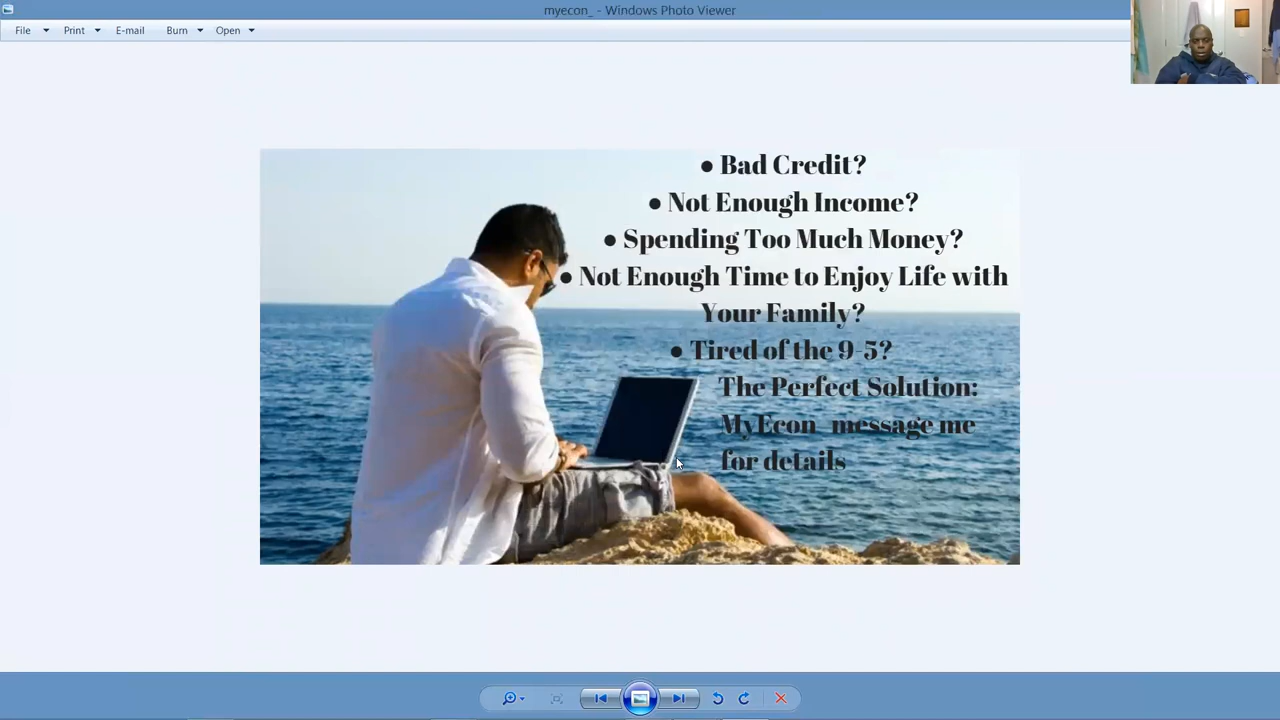 myecon_ - Windows Photo Viewer
File Print E-mail Burn Open
● Bad Credit?
● Not Enough Income?
● Spending Too Much Money?
● Not Enough Time to Enjoy Life with
Your Family?
● Tired of the 9-5?
The Perfect Solution:
MyEcon message me
for details